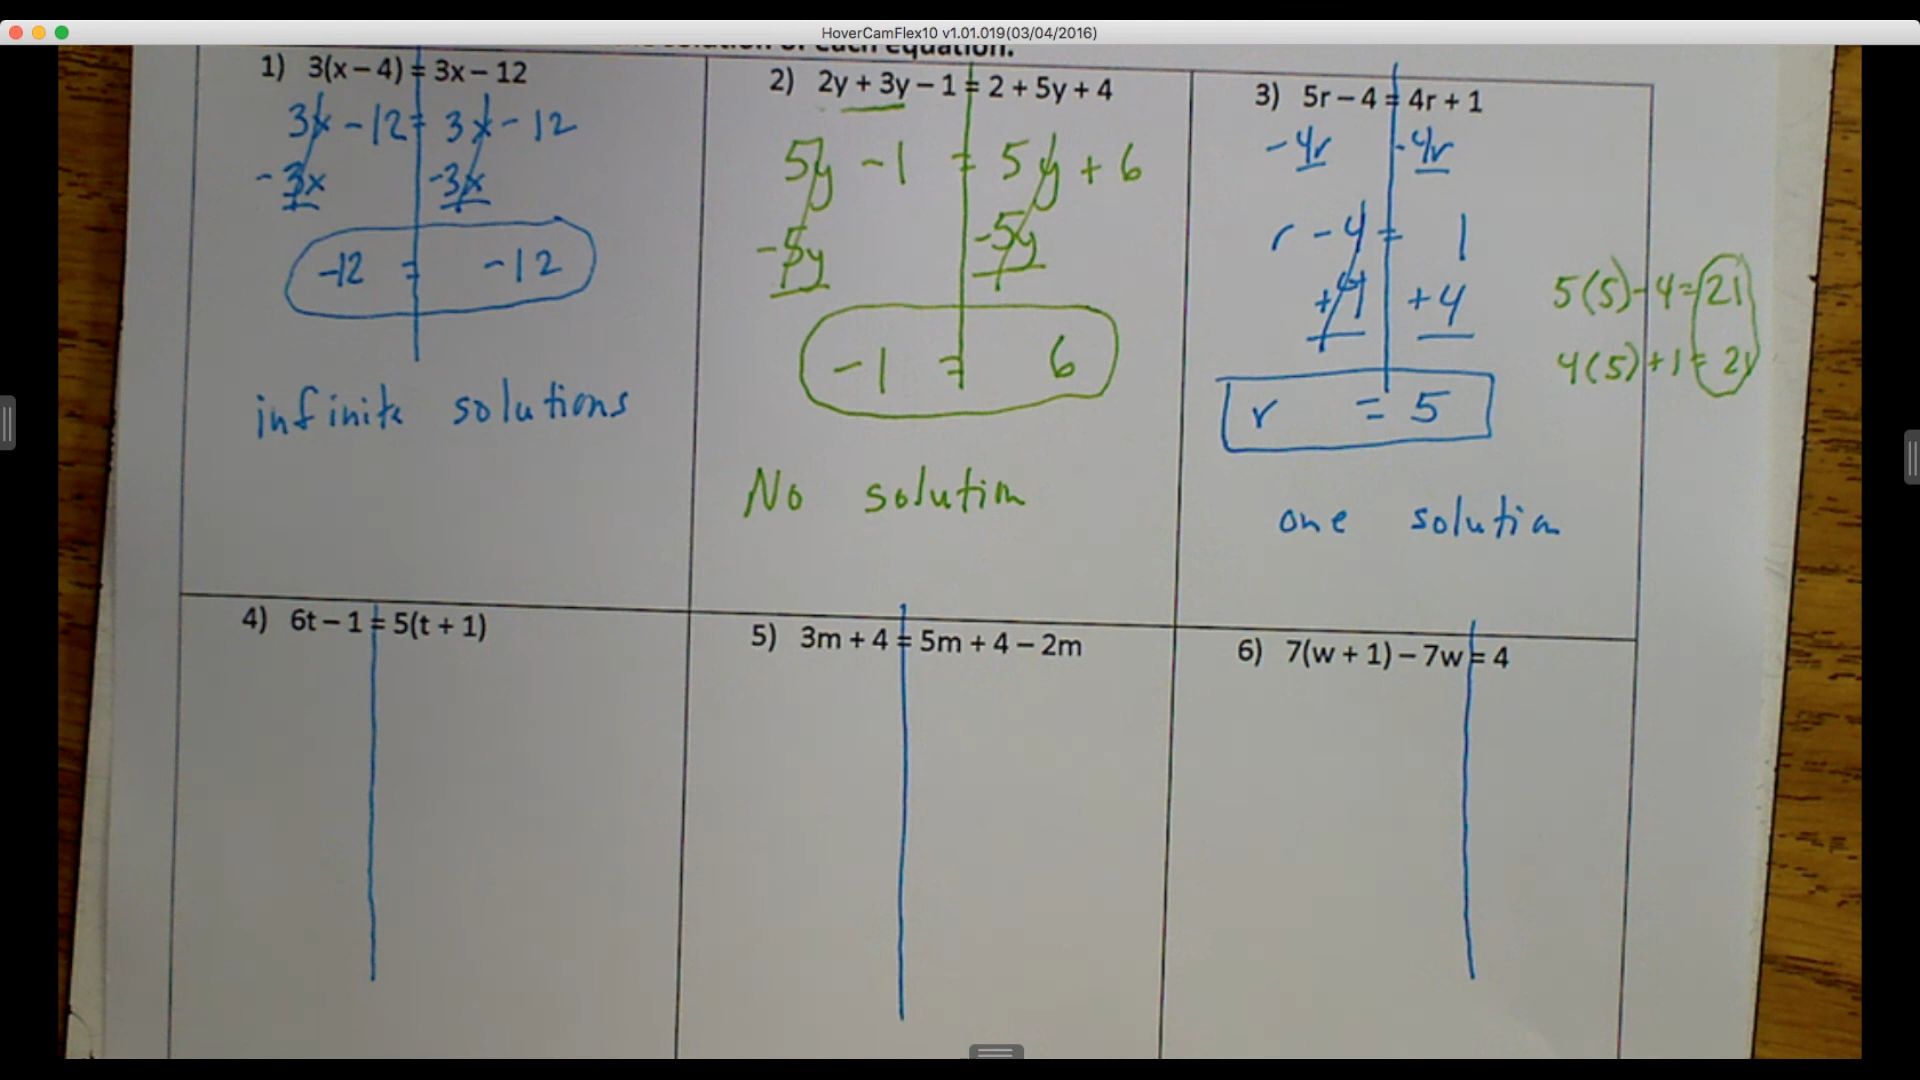 HoverCamFlex10 v1.01.019(03/04/2016)
solution of each equation.
1) 3(x – 4) = 3x – 12
3x - 12 = 3x - 12
- 3x -3x
-12 = -12
infinite solutions
2) 2y + 3y – 1 = 2 + 5y + 4
5y - 1 = 5y + 6
-5y -5y
-1 = 6
No solution
3) 5r – 4 = 4r + 1
-4r -4r
r - 4 = 1
+4 +4
r = 5
one solution
5(5)-4=21
4(5)+1=21
4) 6t – 1 = 5(t + 1)
5) 3m + 4 = 5m + 4 – 2m
6) 7(w + 1) – 7w = 4